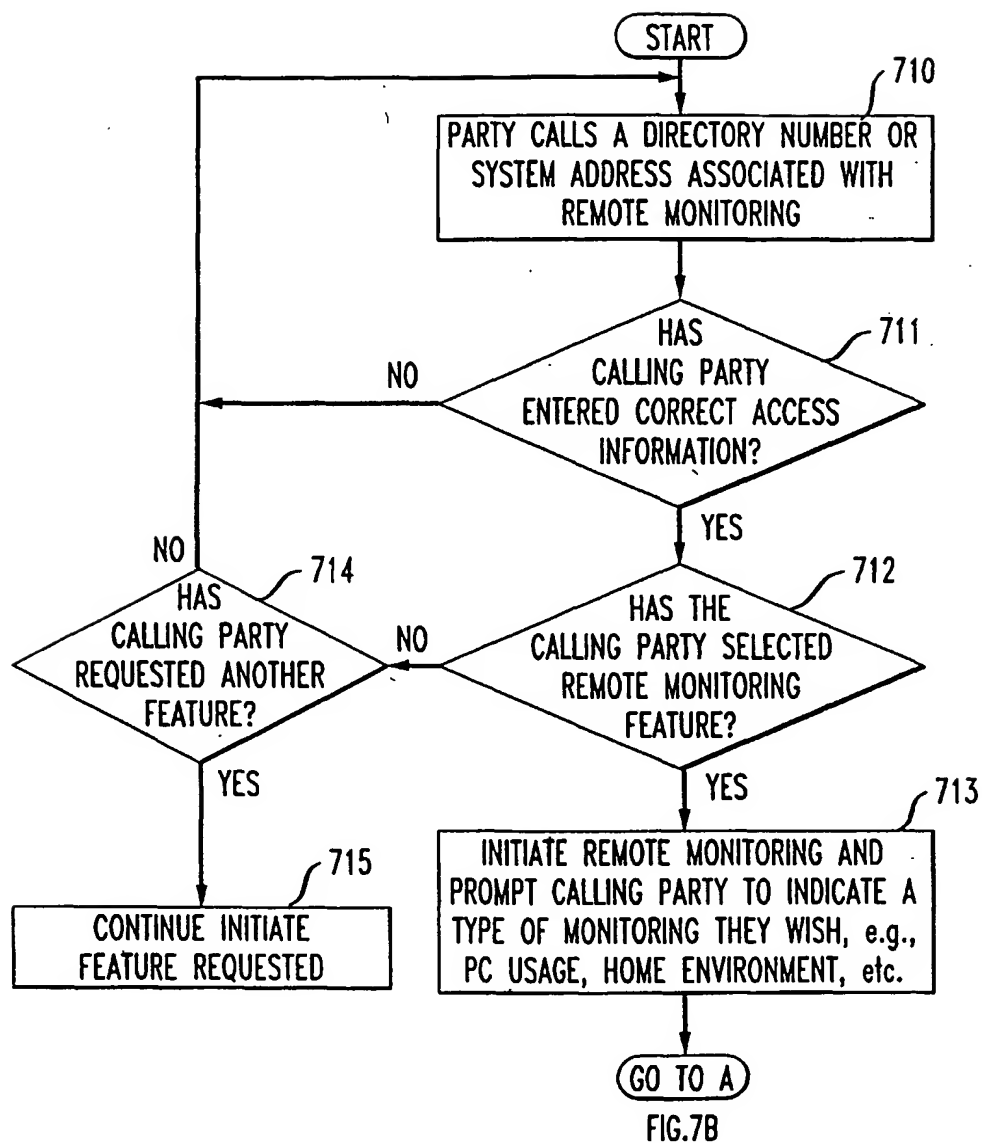 START
710
PARTY CALLS A DIRECTORY NUMBER OR
SYSTEM ADDRESS ASSOCIATED WITH
REMOTE MONITORING
711
HAS
CALLING PARTY
ENTERED CORRECT ACCESS
INFORMATION?
NO
YES
712
HAS THE
CALLING PARTY SELECTED
REMOTE MONITORING
FEATURE?
NO
YES
714
HAS
CALLING PARTY
REQUESTED ANOTHER
FEATURE?
NO
YES
715
CONTINUE INITIATE
FEATURE REQUESTED
713
INITIATE REMOTE MONITORING AND
PROMPT CALLING PARTY TO INDICATE A
TYPE OF MONITORING THEY WISH, e.g.,
PC USAGE, HOME ENVIRONMENT, etc.
GO TO A
FIG.7B